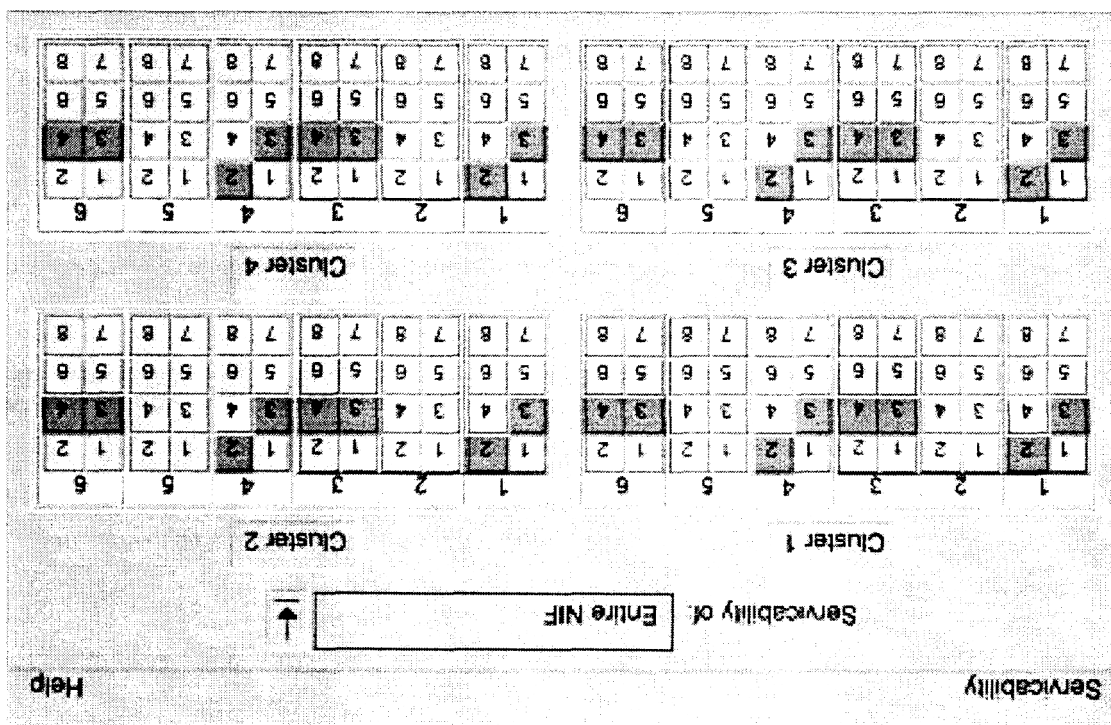 Servicability Help
Servicability of: Entire NIF
Cluster 1 Cluster 2
1 2 3 4 5 6 1 2 3 4 5 6
1 2 1 2 1 2 1 2 1 2 1 2 1 2 1 2 1 2 1 2 1 2 1 2
3 4 3 4 3 4 3 4 3 4 3 4 3 4 3 4 3 4 3 4 3 4 3 4
5 6 5 6 5 6 5 6 5 6 5 6 5 6 5 6 5 6 5 6 5 6 5 6
7 8 7 8 7 8 7 8 7 8 7 8 7 8 7 8 7 8 7 8 7 8 7 8
Cluster 3 Cluster 4
1 2 3 4 5 6 1 2 3 4 5 6
1 2 1 2 1 2 1 2 1 2 1 2 1 2 1 2 1 2 1 2 1 2 1 2
3 4 3 4 3 4 3 4 3 4 3 4 3 4 3 4 3 4 3 4 3 4 3 4
5 6 5 6 5 6 5 6 5 6 5 6 5 6 5 6 5 6 5 6 5 6 5 6
7 8 7 8 7 8 7 8 7 8 7 8 7 8 7 8 7 8 7 8 7 8 7 8